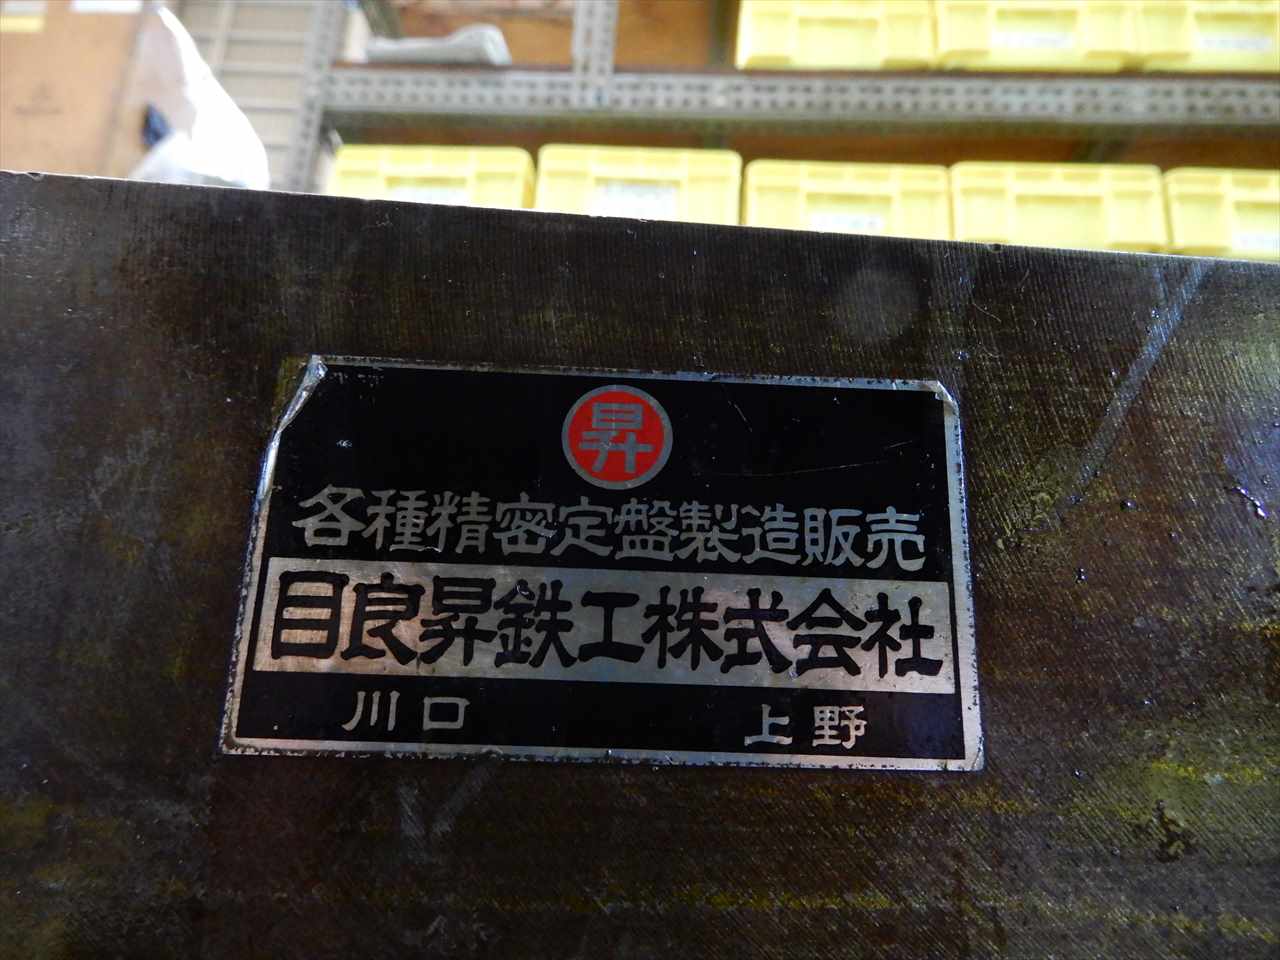 昇
各種精密定盤製造販売
目良昇鉄工株式会社
川口 上野